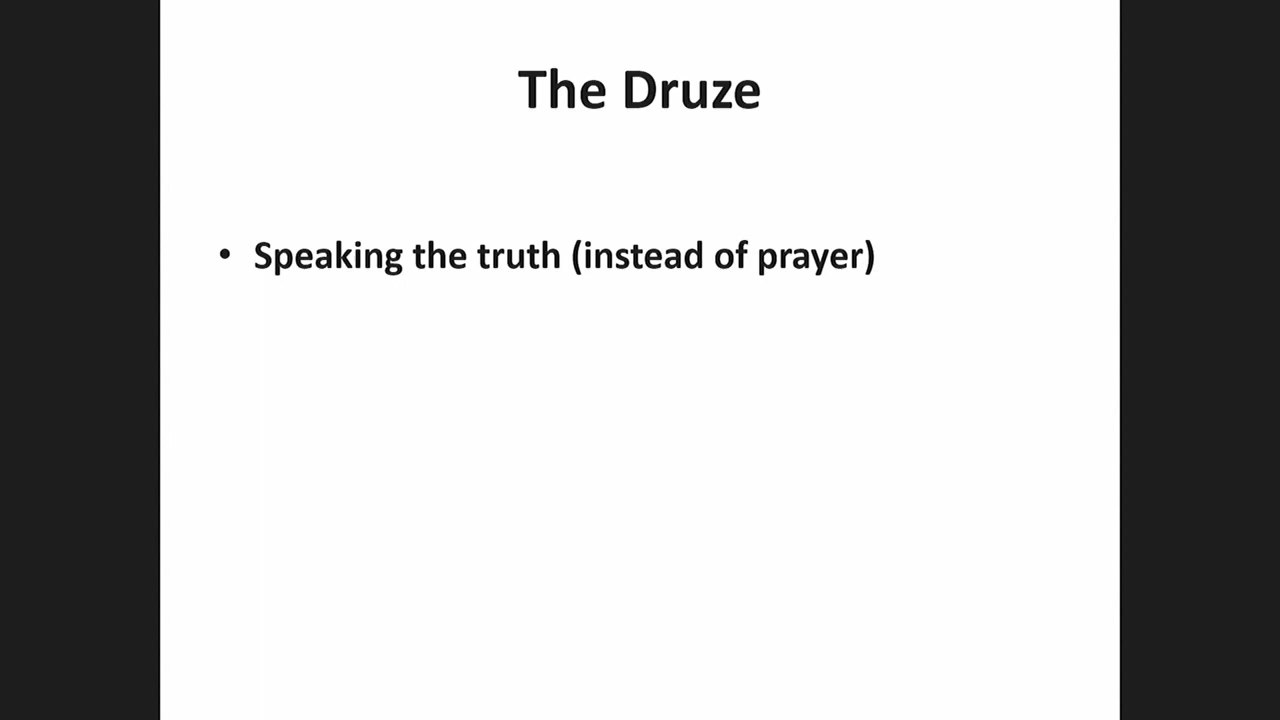 The Druze
• Speaking the truth (instead of prayer)